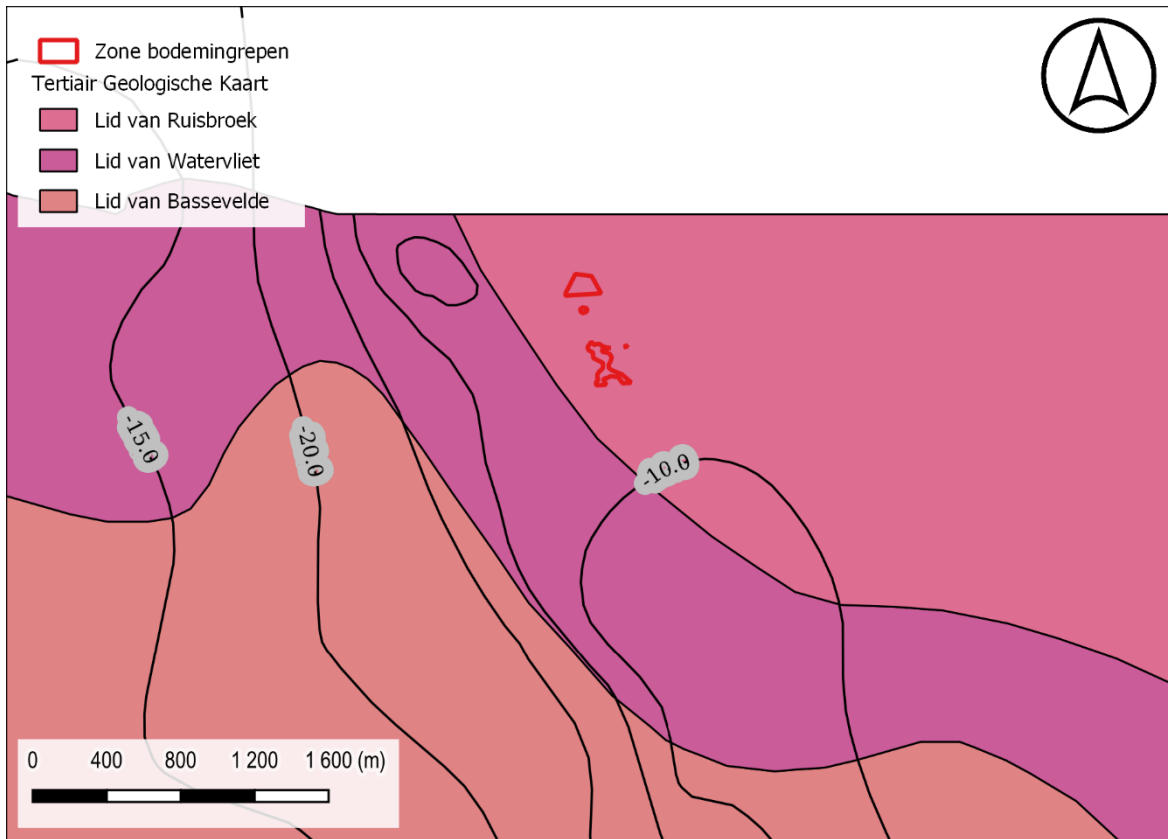 Zone bodemingrepen
Tertiair Geologische Kaart
Lid van Ruisbroek
Lid van Watervliet
Lid van Bassevelde
-15.0
-20.0
-10.0
0 400 800 1 200 1 600 (m)